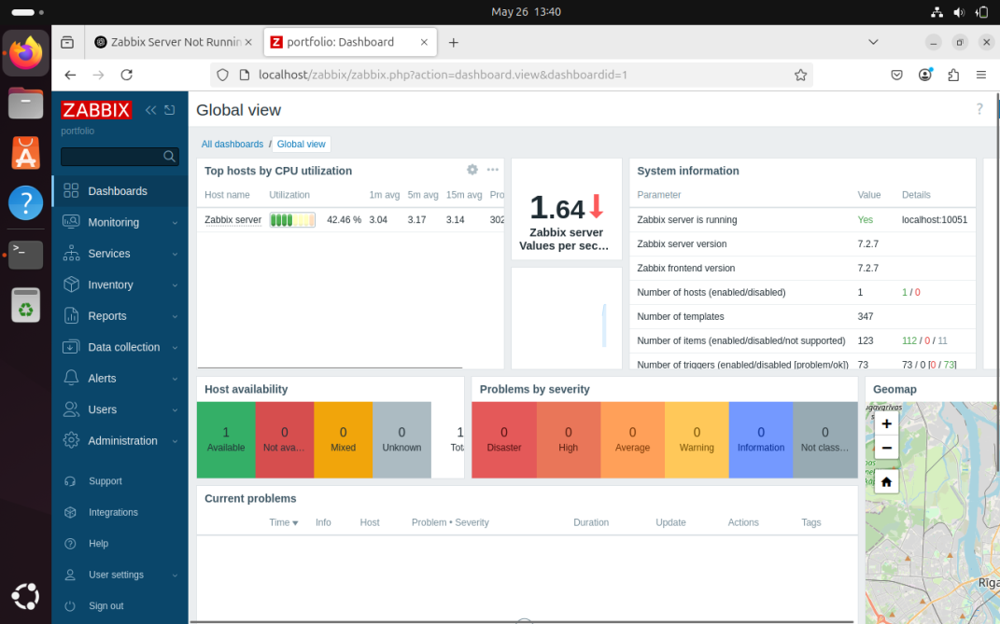 May 26 13:40
Zabbix Server Not Runnin
Z portfolio: Dashboard
localhost/zabbix/zabbix.php?action=dashboard.view&dashboardid=1
ZABBIX
portfolio
Dashboards
Monitoring
Services
Inventory
Reports
Data collection
Alerts
Users
Administration
Support
Integrations
Help
User settings
Sign out
Global view
?
All dashboards / Global view
Top hosts by CPU utilization
Host name Utilization 1m avg 5m avg 15m avg Pro
Zabbix server 42.46 % 3.04 3.17 3.14 302
1.64
Zabbix server
Values per sec...
System information
Parameter Value Details
Zabbix server is running Yes localhost:10051
Zabbix server version 7.2.7
Zabbix frontend version 7.2.7
Number of hosts (enabled/disabled) 1 1 / 0
Number of templates 347
Number of items (enabled/disabled/not supported) 123 112 / 0 / 11
Number of triggers (enabled/disabled [problem/ok]) 73 73 / 0 [0 / 73]
Host availability
1 Available
0 Not ava...
0 Mixed
0 Unknown
1 Tota
Problems by severity
0 Disaster
0 High
0 Average
0 Warning
0 Information
0 Not class...
Geomap
+
−
Rīga
Current problems
Time Info Host Problem • Severity Duration Update Actions Tags